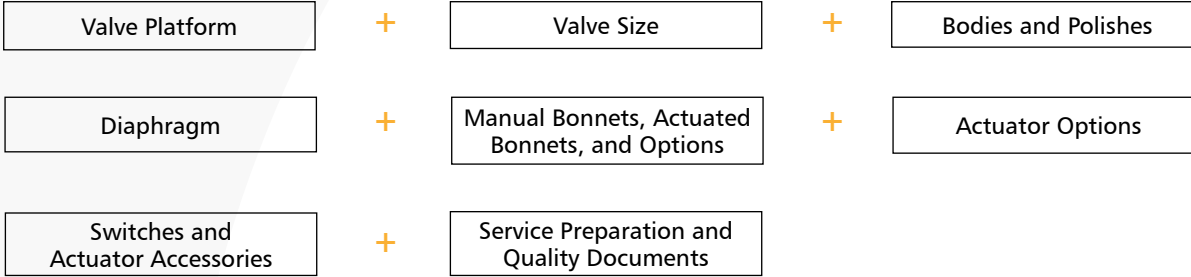 Valve Platform + Valve Size + Bodies and Polishes
Diaphragm + Manual Bonnets, Actuated
Bonnets, and Options + Actuator Options
Switches and
Actuator Accessories + Service Preparation and
Quality Documents